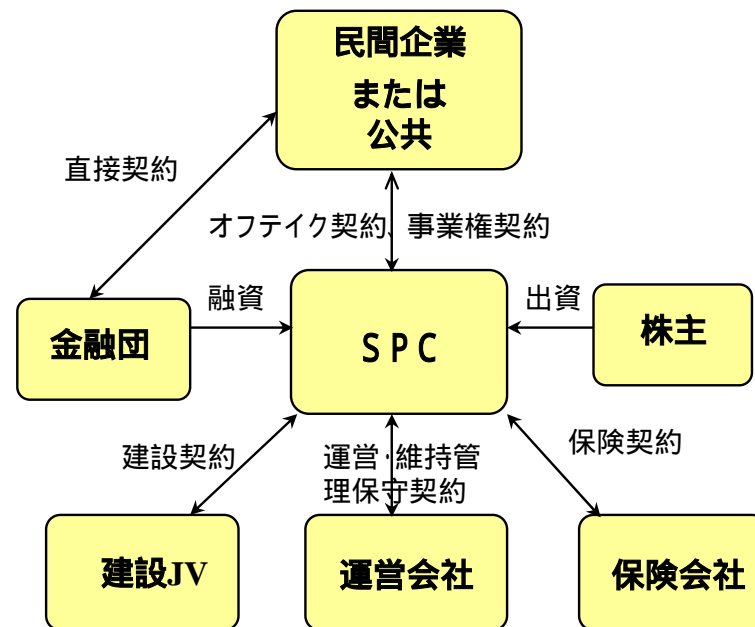 民間企業
または
公共
直接契約
オフテイク契約、事業権契約
融資
出資
金融団
SPC
株主
建設契約
運営・維持管
理保守契約
保険契約
建設JV
運営会社
保険会社